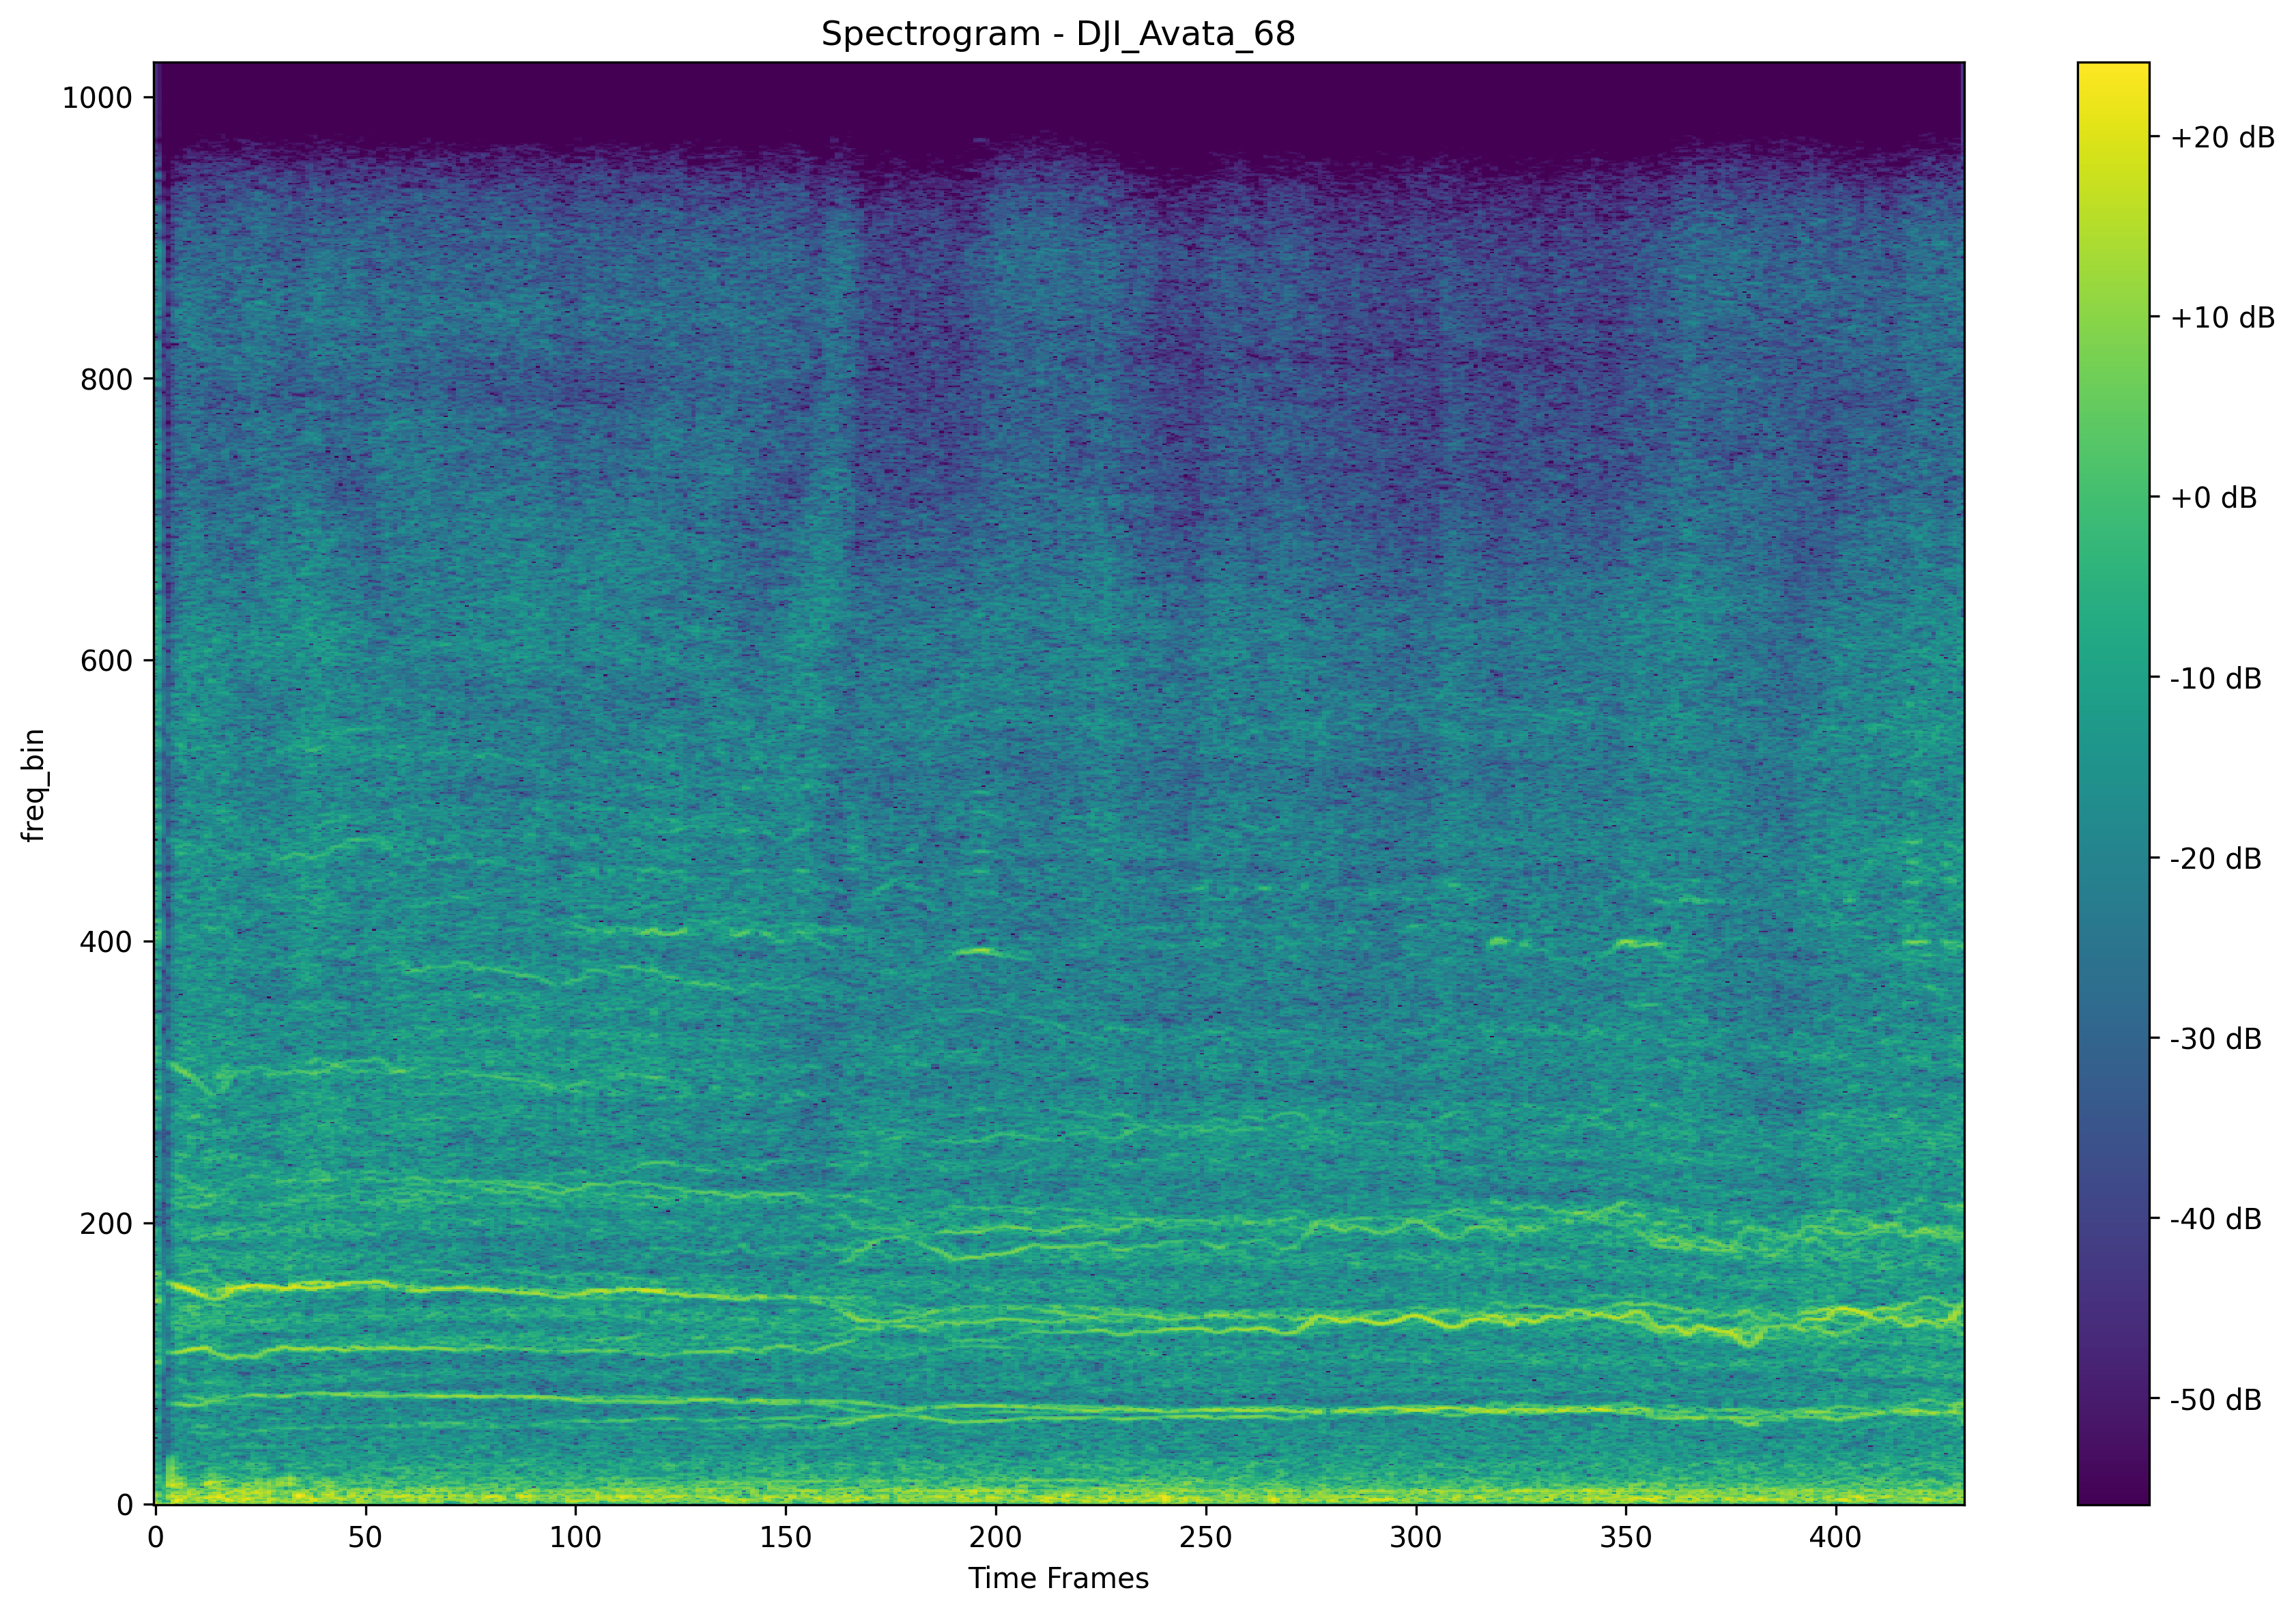 Spectrogram - DJI_Avata_68
1000
800
600
400
200
0
freq_bin
0 50 100 150 200 250 300 350 400
Time Frames
+20 dB
+10 dB
+0 dB
-10 dB
-20 dB
-30 dB
-40 dB
-50 dB